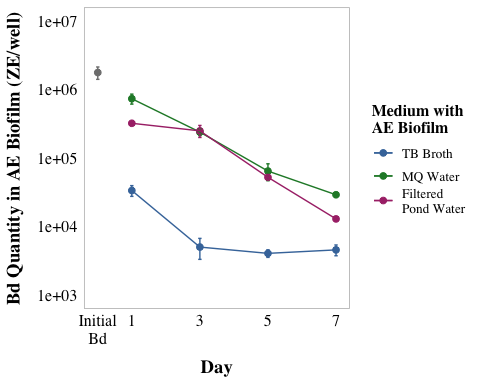 Bd Quantity in AE Biofilm (ZE/well)
1e+07
1e+06
1e+05
1e+04
1e+03
Initial
Bd
1
3
5
7
Day
Medium with
AE Biofilm
TB Broth
MQ Water
Filtered
Pond Water